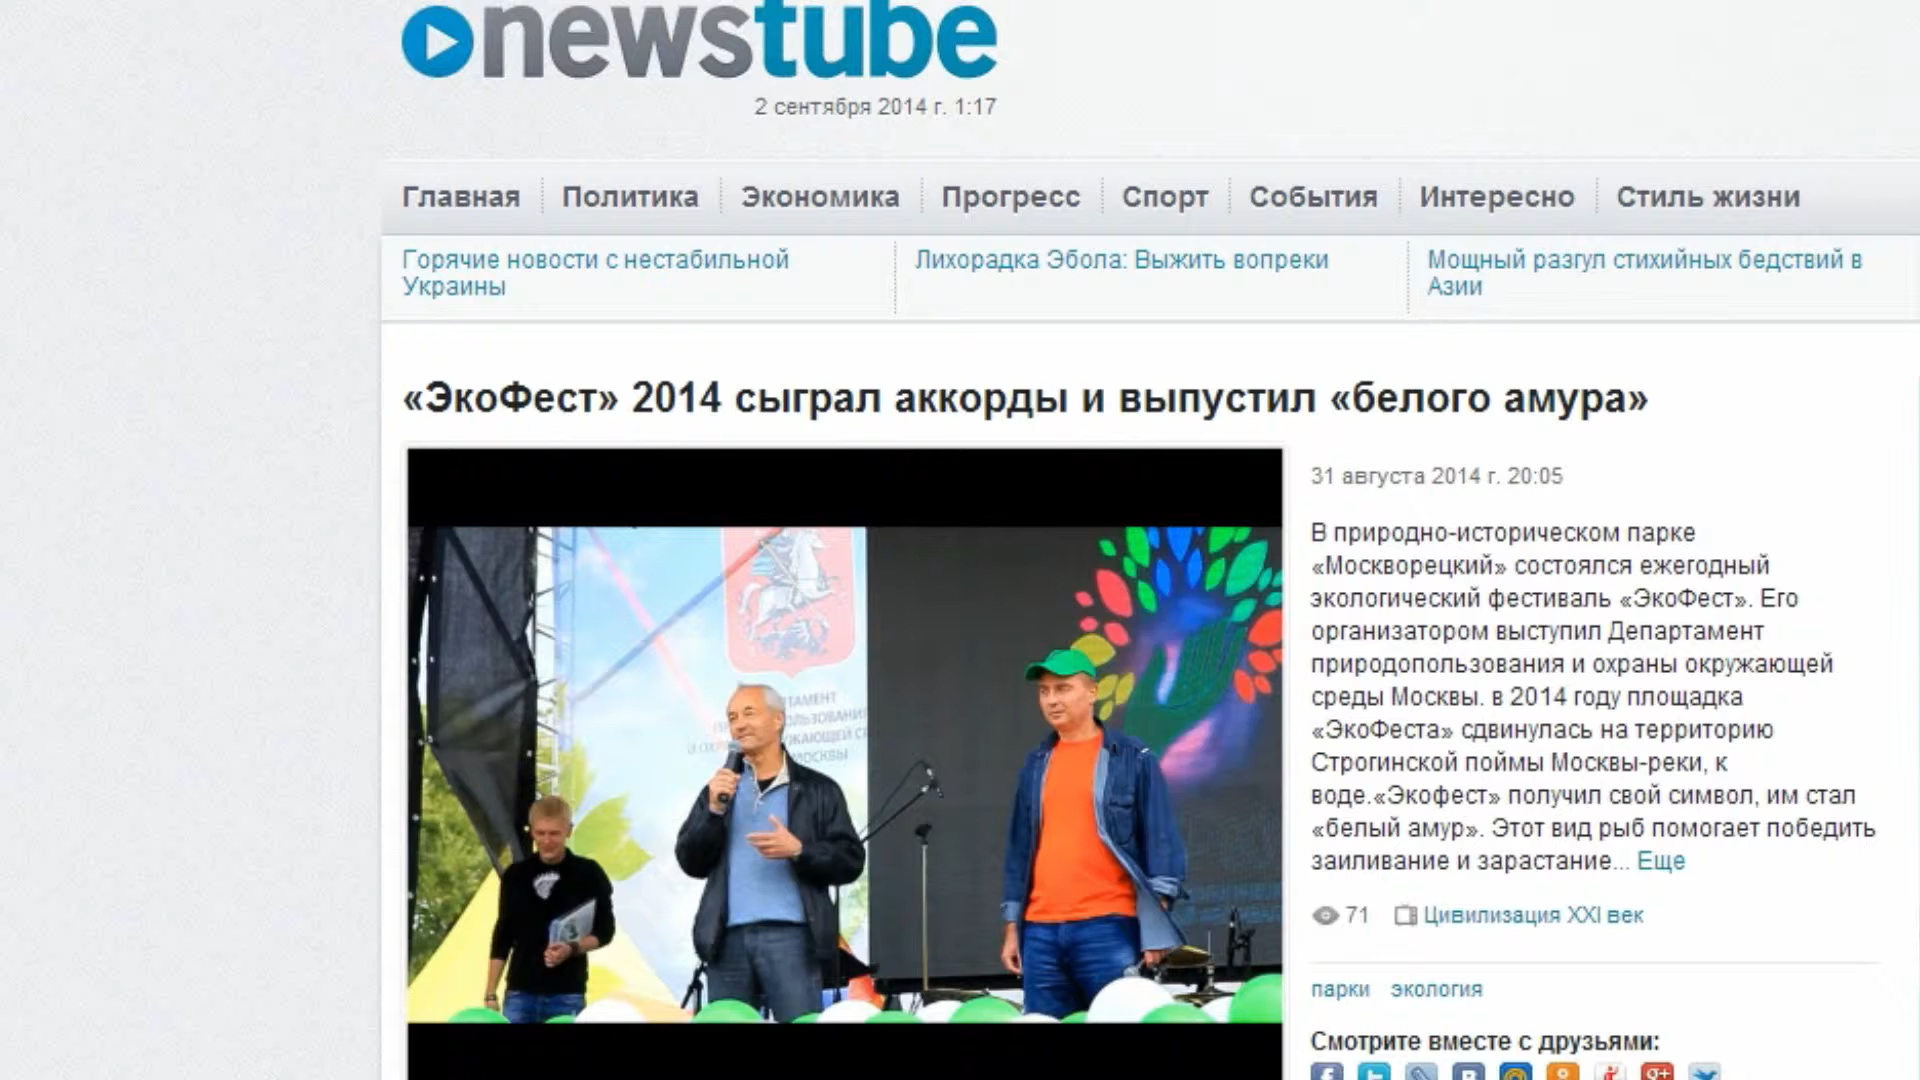 newstube
2 сентября 2014 г. 1:17
Главная Политика Экономика Прогресс Спорт События Интересно Стиль жизни
Горячие новости с нестабильной
Украины
Лихорадка Эбола: Выжить вопреки
Мощный разгул стихийных бедствий в
Азии
«ЭкоФест» 2014 сыграл аккорды и выпустил «белого амура»
31 августа 2014 г. 20:05
В природно-историческом парке
«Москворецкий» состоялся ежегодный
экологический фестиваль «ЭкоФест». Его
организатором выступил Департамент
природопользования и охраны окружающей
среды Москвы. в 2014 году площадка
«ЭкоФеста» сдвинулась на территорию
Строгинской поймы Москвы-реки, к
воде.«Экофест» получил свой символ, им стал
«белый амур». Этот вид рыб помогает победить
заиливание и зарастание... Еще
71 Цивилизация XXI век
парки экология
Смотрите вместе с друзьями: